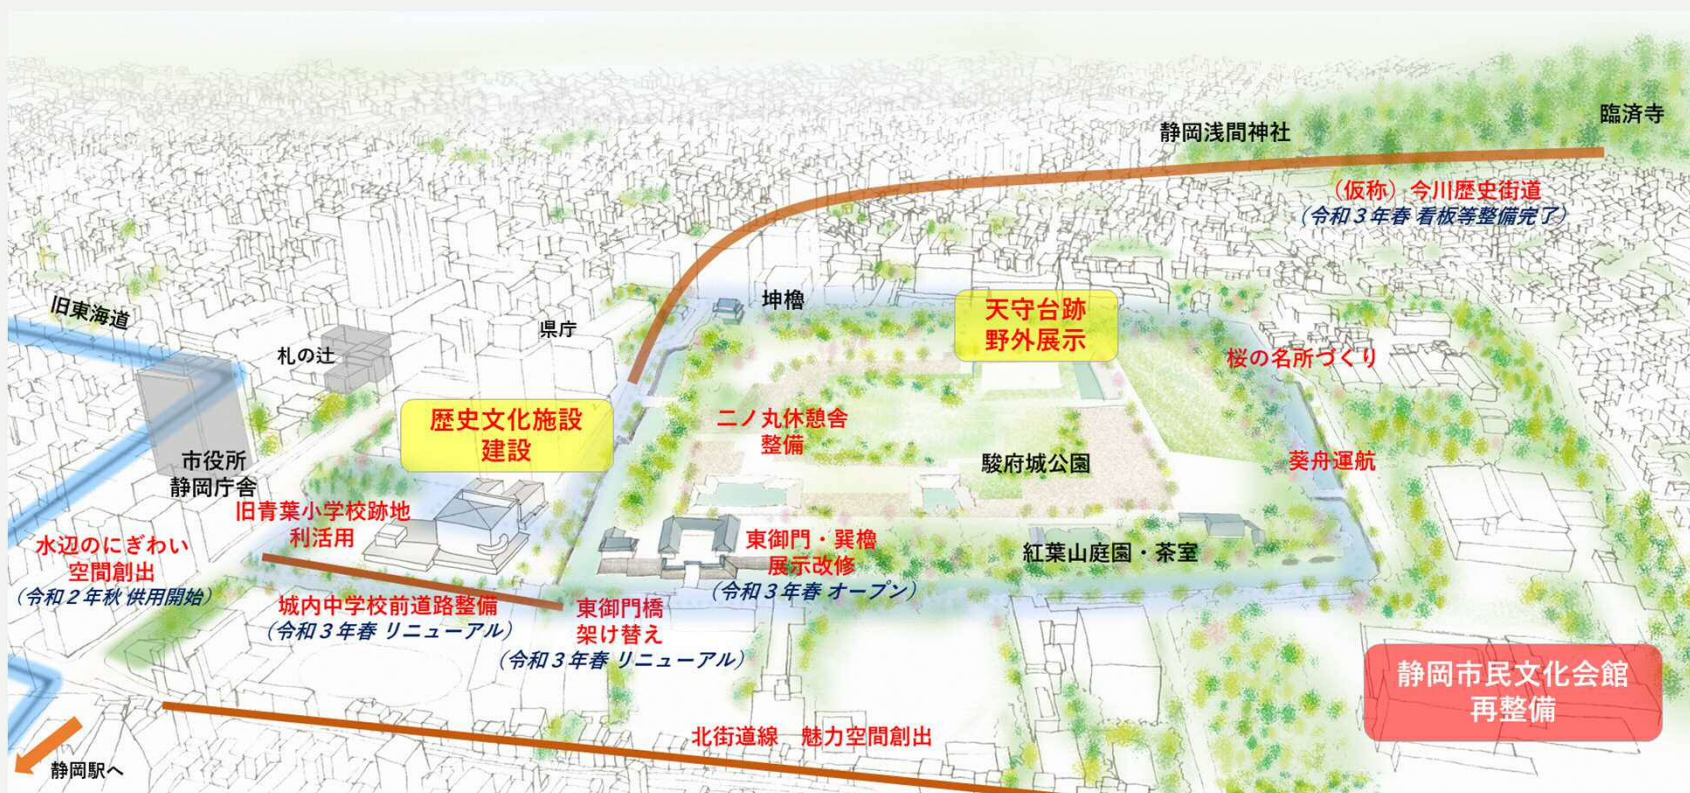 臨済寺
静岡浅間神社
（仮称）今川歴史街道
（令和３年春 看板等整備完了）
旧東海道
札の辻
県庁
坤櫓
天守台跡
野外展示
桜の名所づくり
歴史文化施設
建設
二ノ丸休憩舎
整備
駿府城公園
葵舟運航
市役所
静岡庁舎
旧青葉小学校跡地
利活用
水辺のにぎわい
空間創出
（令和２年秋 供用開始）
東御門・巽櫓
展示改修
（令和３年春 オープン）
紅葉山庭園・茶室
城内中学校前道路整備
（令和３年春 リニューアル）
東御門橋
架け替え
（令和３年春 リニューアル）
静岡市民文化会館
再整備
北街道線　魅力空間創出
静岡駅へ